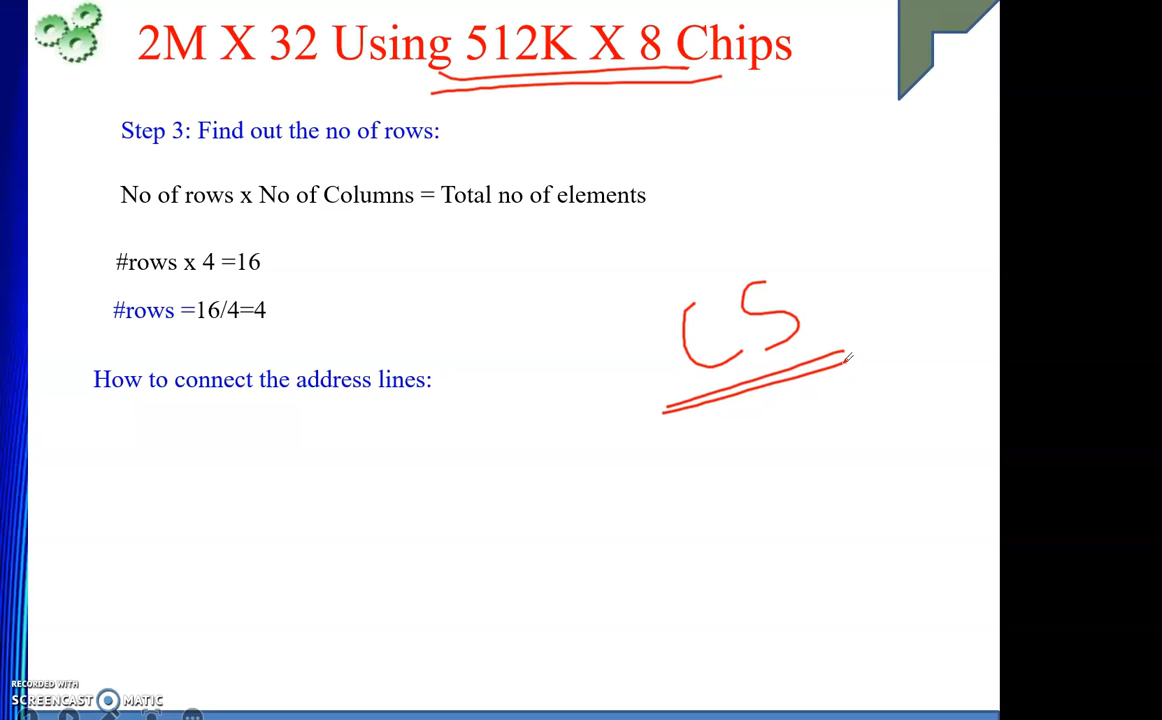 2M X 32 Using 512K X 8 Chips
Step 3: Find out the no of rows:
No of rows x No of Columns = Total no of elements
#rows x 4 =16
#rows =16/4=4
CS
How to connect the address lines:
RECORDED WITH
SCREENCAST MATIC